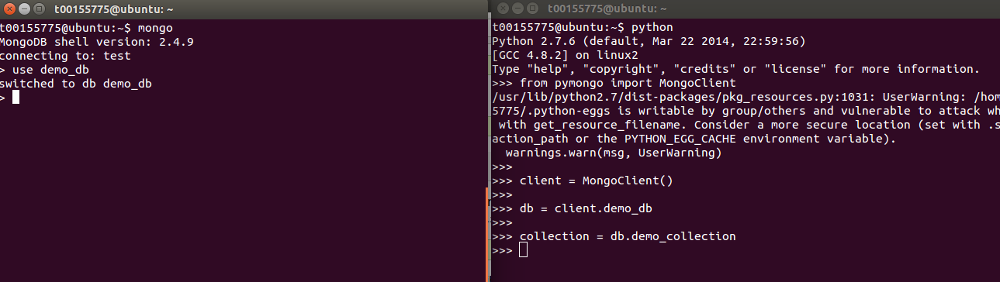 t00155775@ubuntu: ~
t00155775@ubuntu:~$ mongo
MongoDB shell version: 2.4.9
connecting to: test
> use demo_db
switched to db demo_db
>
t00155775@ubuntu: ~
t00155775@ubuntu:~$ python
Python 2.7.6 (default, Mar 22 2014, 22:59:56)
[GCC 4.8.2] on linux2
Type "help", "copyright", "credits" or "license" for more information.
>>> from pymongo import MongoClient
/usr/lib/python2.7/dist-packages/pkg_resources.py:1031: UserWarning: /hom
5775/.python-eggs is writable by group/others and vulnerable to attack wh
with get_resource_filename. Consider a more secure location (set with .s
action_path or the PYTHON_EGG_CACHE environment variable).
warnings.warn(msg, UserWarning)
>>>
>>> client = MongoClient()
>>>
>>> db = client.demo_db
>>>
>>> collection = db.demo_collection
>>>